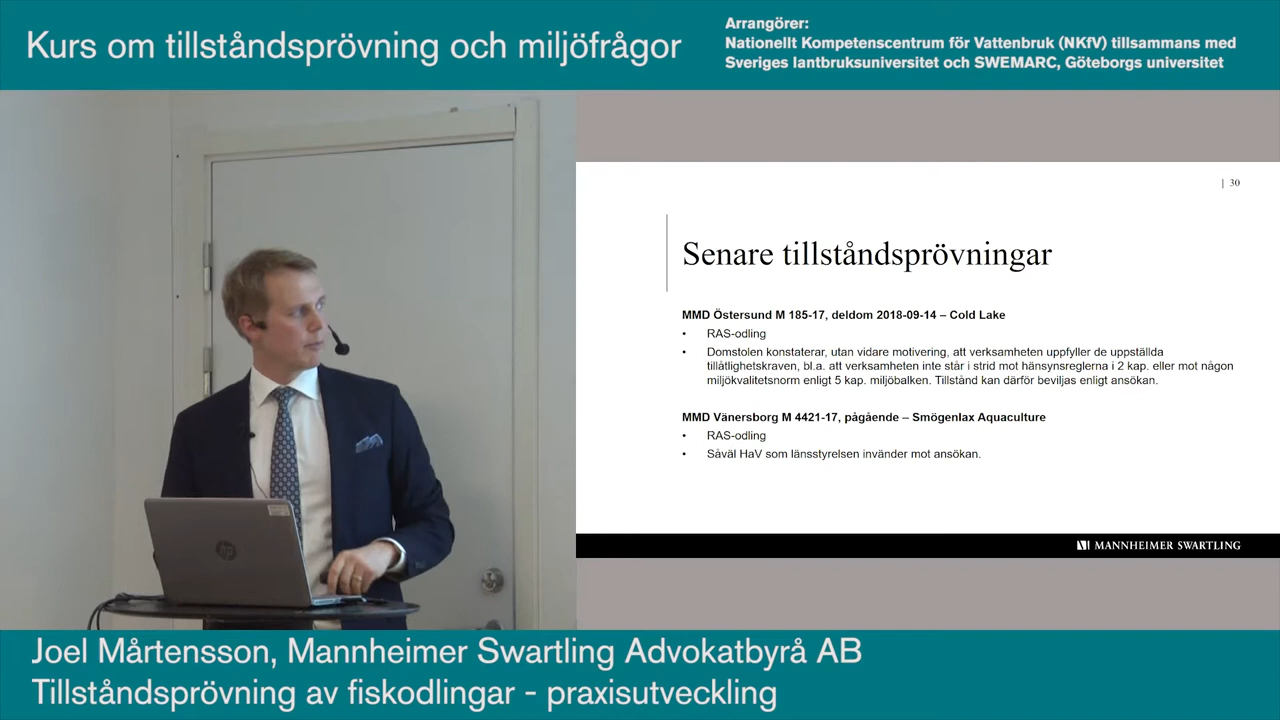 Kurs om tillståndsprövning och miljöfrågor
Arrangörer:
Nationellt Kompetenscentrum för Vattenbruk (NKfV) tillsammans med
Sveriges lantbruksuniversitet och SWEMARC, Göteborgs universitet
| 30
Senare tillståndsprövningar
MMD Östersund M 185-17, deldom 2018-09-14 – Cold Lake
• RAS-odling
• Domstolen konstaterar, utan vidare motivering, att verksamheten uppfyller de uppställda
tillåtlighetskraven, bl.a. att verksamheten inte står i strid mot hänsynsreglerna i 2 kap. eller mot någon
miljökvalitetsnorm enligt 5 kap. miljöbalken. Tillstånd kan därför beviljas enligt ansökan.
MMD Vänersborg M 4421-17, pågående – Smögenlax Aquaculture
• RAS-odling
• Såväl HaV som länsstyrelsen invänder mot ansökan.
MANNHEIMER SWARTLING
hp
Joel Mårtensson, Mannheimer Swartling Advokatbyrå AB
Tillståndsprövning av fiskodlingar - praxisutveckling